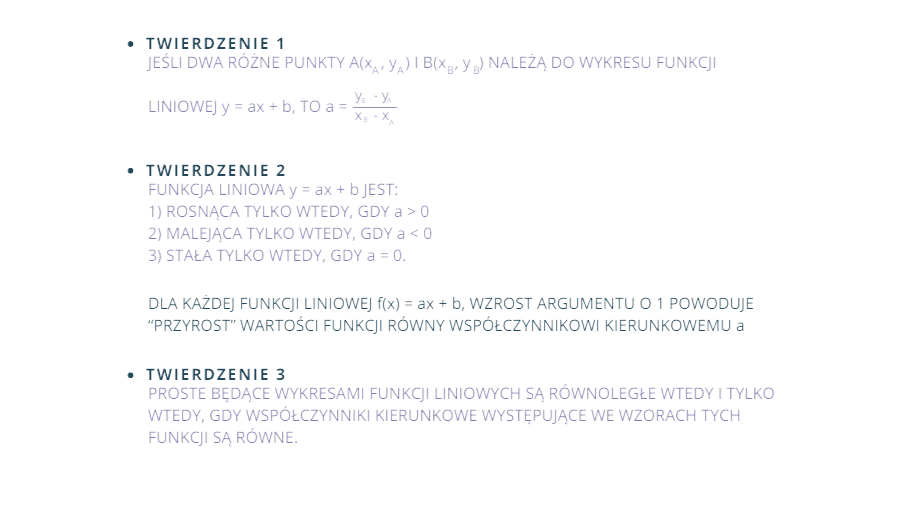 • TWIERDZENIE 1
JEŚLI DWA RÓŻNE PUNKTY A(x_A, y_A) I B(x_B, y_B) NALEŻĄ DO WYKRESU FUNKCJI
LINIOWEJ y = ax + b, TO a = (y_B - y_A)/(x_B - x_A)
• TWIERDZENIE 2
FUNKCJA LINIOWA y = ax + b JEST:
1) ROSNĄCA TYLKO WTEDY, GDY a > 0
2) MALEJĄCA TYLKO WTEDY, GDY a < 0
3) STAŁA TYLKO WTEDY, GDY a = 0.
DLA KAŻDEJ FUNKCJI LINIOWEJ f(x) = ax + b, WZROST ARGUMENTU O 1 POWODUJE
“PRZYROST” WARTOŚCI FUNKCJI RÓWNY WSPÓŁCZYNNIKOWI KIERUNKOWEMU a
• TWIERDZENIE 3
PROSTE BĘDĄCE WYKRESAMI FUNKCJI LINIOWYCH SĄ RÓWNOLEGŁE WTEDY I TYLKO
WTEDY, GDY WSPÓŁCZYNNIKI KIERUNKOWE WYSTĘPUJĄCE WE WZORACH TYCH
FUNKCJI SĄ RÓWNE.